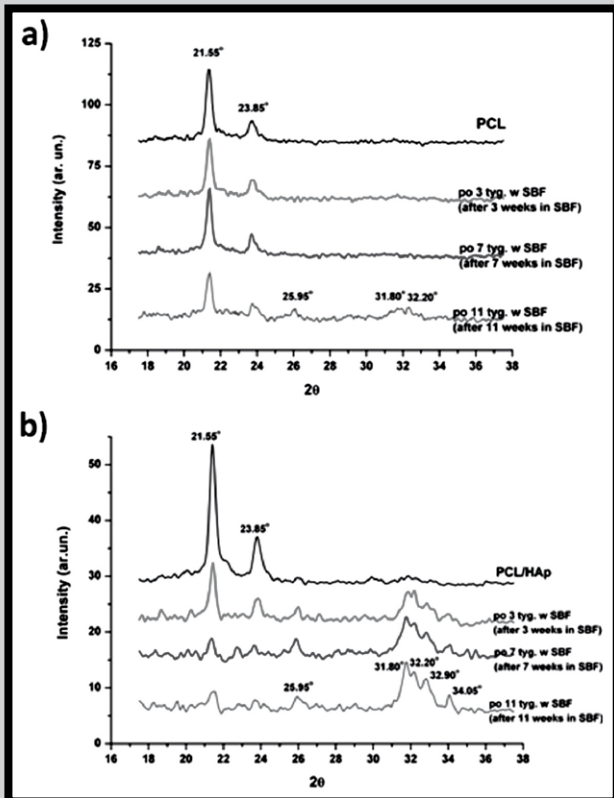 a)
125
100
75
50
25
0
Intensity (ar. un.)
21.55°
23.85°
PCL
po 3 tyg. w SBF
(after 3 weeks in SBF)
po 7 tyg. w SBF
(after 7 weeks in SBF)
25.95°
31.80° 32.20°
po 11 tyg. w SBF
(after 11 weeks in SBF)
16 18 20 22 24 26 28 30 32 34 36 38
2θ
b)
50
40
30
20
10
0
Intensity (ar.un.)
21.55°
23.85°
PCL/HAp
po 3 tyg. w SBF
(after 3 weeks in SBF)
po 7 tyg. w SBF
(after 7 weeks in SBF)
31.80° 32.20°
32.90°
34.05°
25.95°
po 11 tyg. w SBF
(after 11 weeks in SBF)
16 18 20 22 24 26 28 30 32 34 36 38
2θ